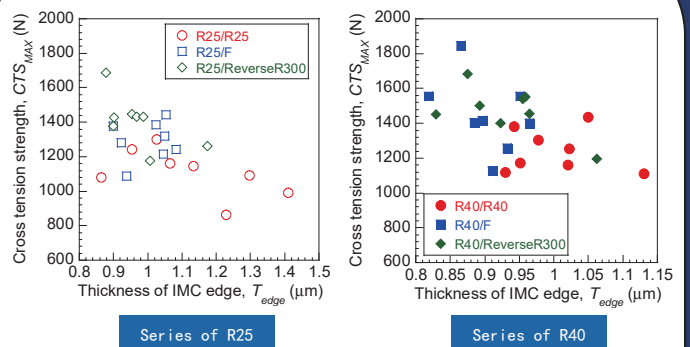 Cross tension strength, CTS_MAX (N)
2000
1800
1600
1400
1200
1000
800
600
R25/R25
R25/F
R25/ReverseR300
0.8 0.9 1 1.1 1.2 1.3 1.4 1.5
Thickness of IMC edge, T_edge (μm)
Series of R25
Cross tension strength, CTS_MAX (N)
2000
1800
1600
1400
1200
1000
800
600
R40/R40
R40/F
R40/ReverseR300
0.8 0.85 0.9 0.95 1 1.05 1.1 1.15
Thickness of IMC edge, T_edge (μm)
Series of R40